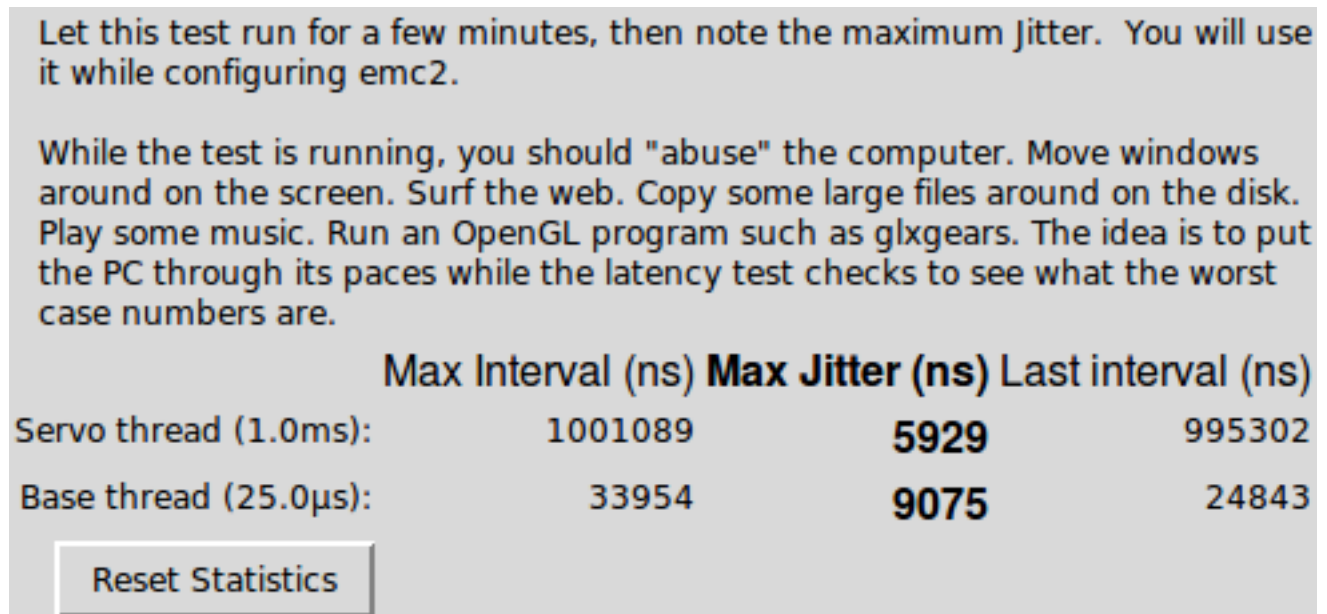 Let this test run for a few minutes, then note the maximum Jitter.  You will use
it while configuring emc2.
While the test is running, you should "abuse" the computer. Move windows
around on the screen. Surf the web. Copy some large files around on the disk.
Play some music. Run an OpenGL program such as glxgears. The idea is to put
the PC through its paces while the latency test checks to see what the worst
case numbers are.
Max Interval (ns) Max Jitter (ns) Last interval (ns)
Servo thread (1.0ms): 1001089 5929 995302
Base thread (25.0µs): 33954 9075 24843
Reset Statistics